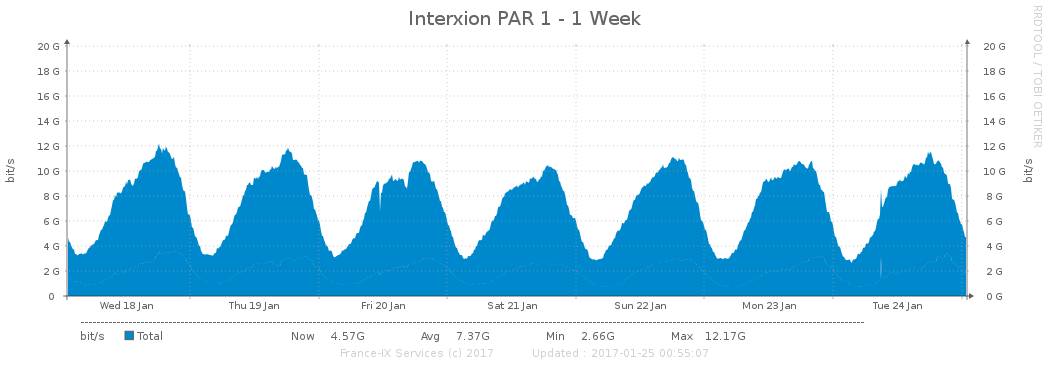 Interxion PAR 1 - 1 Week
RRDTOOL / TOBI OETIKER
20 G 20 G
18 G 18 G
16 G 16 G
14 G 14 G
12 G 12 G
10 G 10 G
8 G 8 G
6 G 6 G
4 G 4 G
2 G 2 G
0 0 G
bit/s
bit/s
Wed 18 Jan Thu 19 Jan Fri 20 Jan Sat 21 Jan Sun 22 Jan Mon 23 Jan Tue 24 Jan
bit/s Total Now 4.57G Avg 7.37G Min 2.66G Max 12.17G
France-IX Services (c) 2017 Updated : 2017-01-25 00:55:07